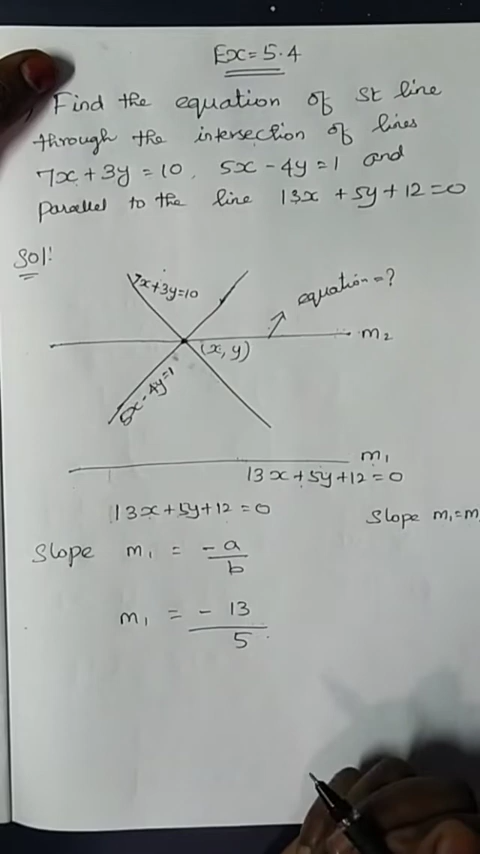 Ex=5.4
Find the equation of St line
through the intersection of lines
7x+3y=10, 5x-4y=1 and
parallel to the line 13x+5y+12=0
Sol:
7x+3y=10
equation=?
m₂
(x,y)
5x-4y=1
m₁
13x+5y+12=0
13x+5y+12=0
Slope m₁=m
Slope m₁ = -a/b
m₁ = -13/5